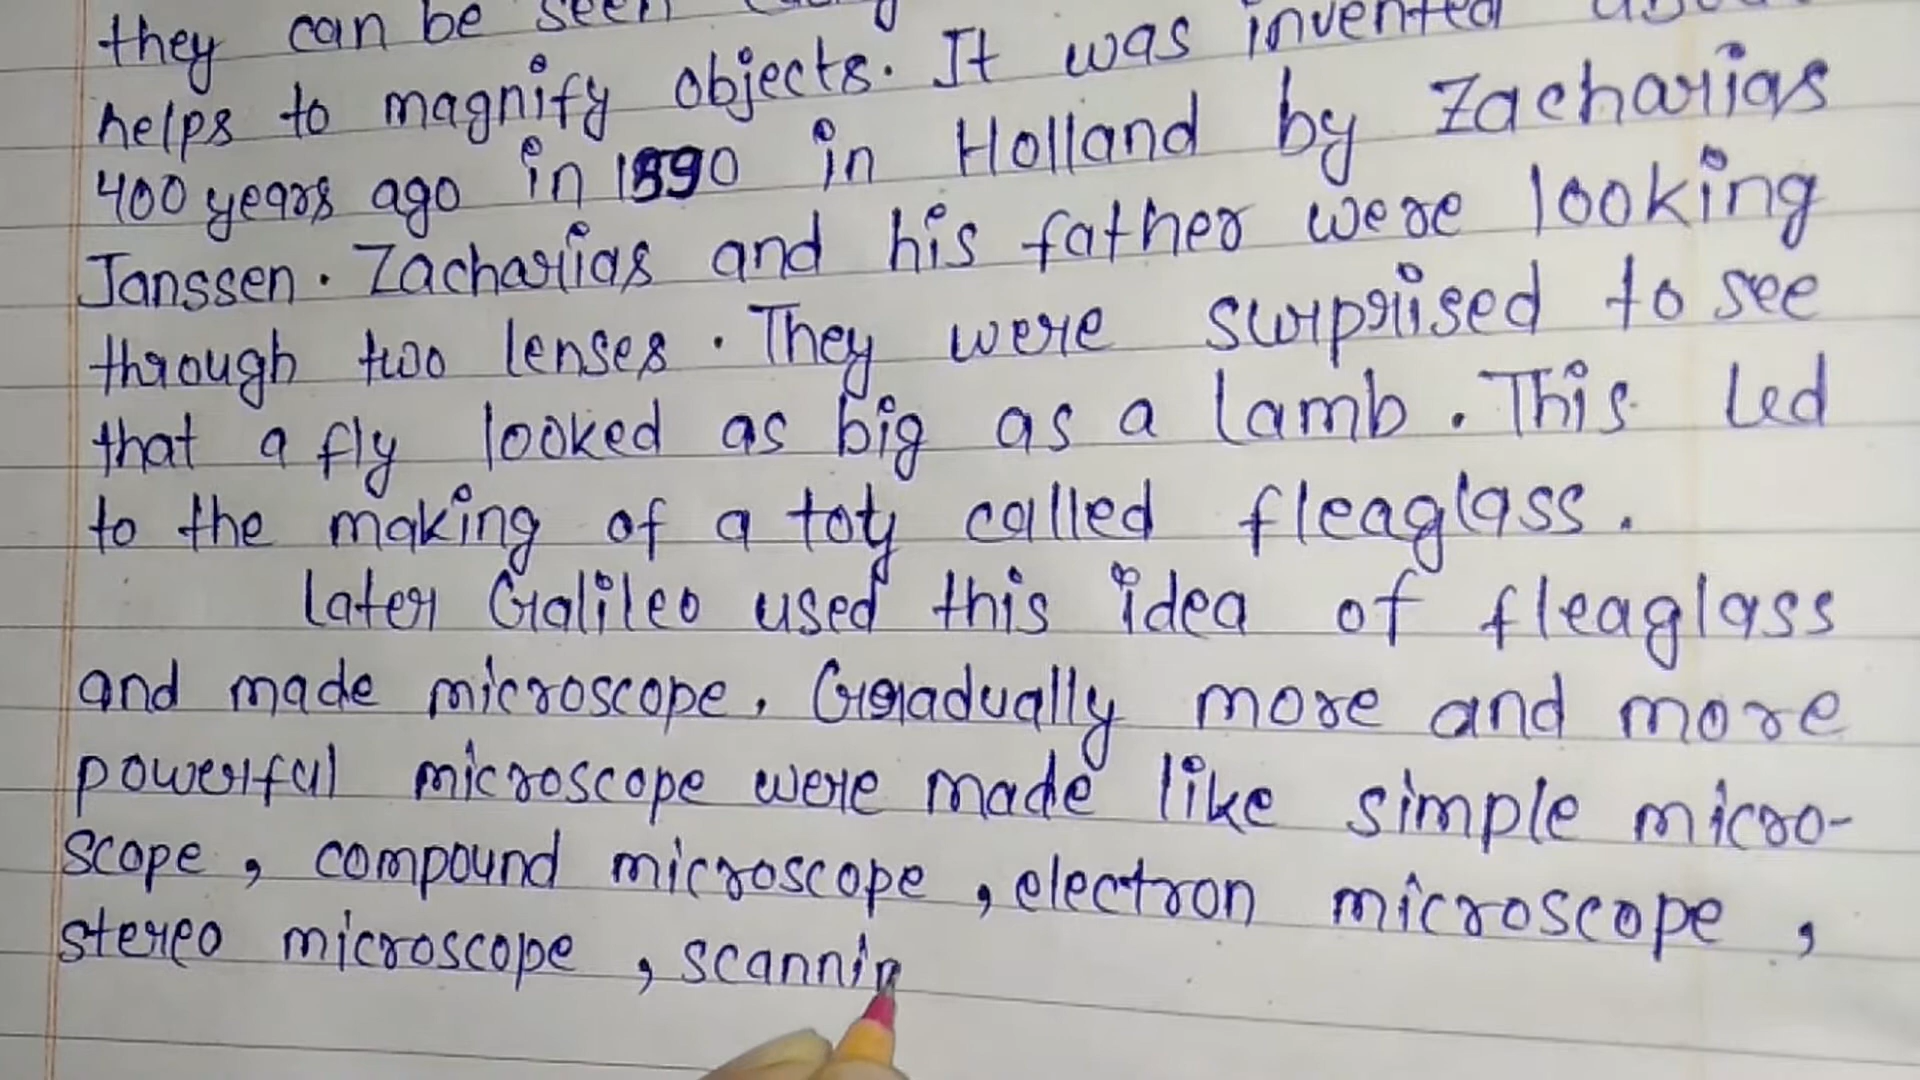 they can be seen
helps to magnify objects. It was invented
400 years ago in 1590 in Holland by Zacharias
Janssen. Zacharias and his father were looking
through two lenses. They were surprised to see
that a fly looked as big as a lamb. This led
to the making of a toy called fleaglass.
Later Galileo used this idea of fleaglass
and made microscope. Gradually more and more
powerful microscope were made like simple micro-
scope, compound microscope, electron microscope,
stereo microscope, scannin